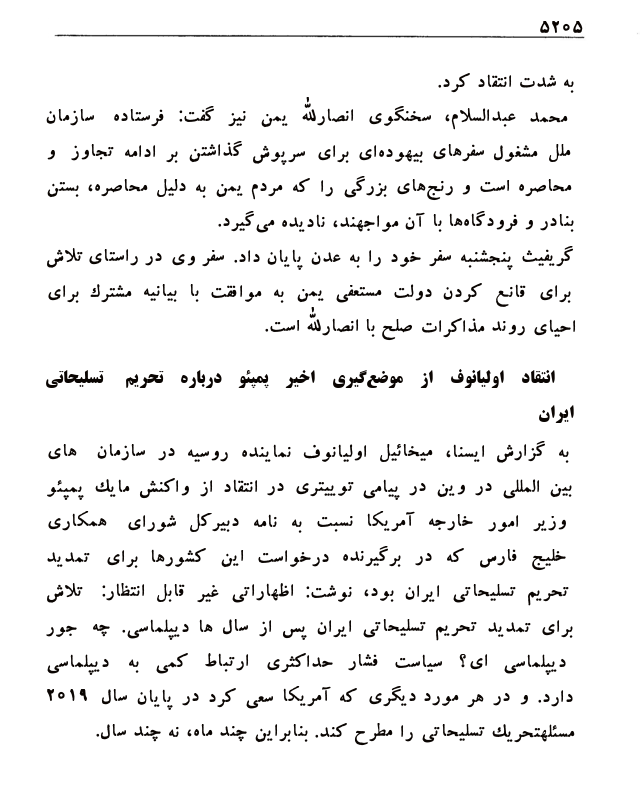 ۵۲۰۵
به شدت انتقاد کرد.
محمد عبدالسلام، سخنگوی انصارالله یمن نیز گفت: فرستاده سازمان
ملل مشغول سفرهای بیهوده‌ای برای سرپوش گذاشتن بر ادامه تجاوز و
محاصره است و رنج‌های بزرگی را که مردم یمن به دلیل محاصره، بستن
بنادر و فرودگاه‌ها با آن مواجهند، نادیده می‌گیرد.
گریفیث پنجشنبه سفر خود را به عدن پایان داد. سفر وی در راستای تلاش
برای قانع کردن دولت مستعفی یمن به موافقت با بیانیه مشترك برای
احیای روند مذاکرات صلح با انصارالله است.
انتقاد اولیانوف از موضع‌گیری اخیر پمپئو درباره تحریم تسلیحاتی
ایران
به گزارش ایسنا، میخائیل اولیانوف نماینده روسیه در سازمان های
بین المللی در وین در پیامی توییتری در انتقاد از واکنش مایك پمپئو
وزیر امور خارجه آمریکا نسبت به نامه دبیرکل شورای همکاری
خلیج فارس که در برگیرنده درخواست این کشورها برای تمدید
تحریم تسلیحاتی ایران بود، نوشت: اظهاراتی غیر قابل انتظار: تلاش
برای تمدید تحریم تسلیحاتی ایران پس از سال ها دیپلماسی. چه جور
دیپلماسی ای؟ سیاست فشار حداکثری ارتباط کمی به دیپلماسی
دارد. و در هر مورد دیگری که آمریکا سعی کرد در پایان سال ۲۰۱۹
مسئلهتحریك تسلیحاتی را مطرح کند. بنابراین چند ماه، نه چند سال.